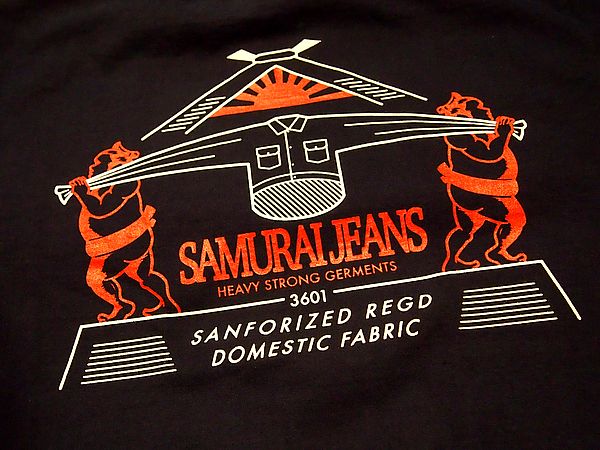 SAMURAI JEANS
HEAVY STRONG GERMENTS
3601
SANFORIZED REGD
DOMESTIC FABRIC